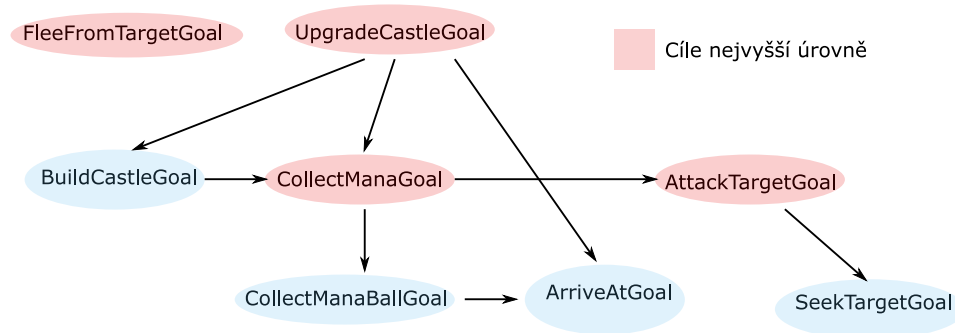 FleeFromTargetGoal
UpgradeCastleGoal
Cíle nejvyšší úrovně
BuildCastleGoal
CollectManaGoal
AttackTargetGoal
CollectManaBallGoal
ArriveAtGoal
SeekTargetGoal